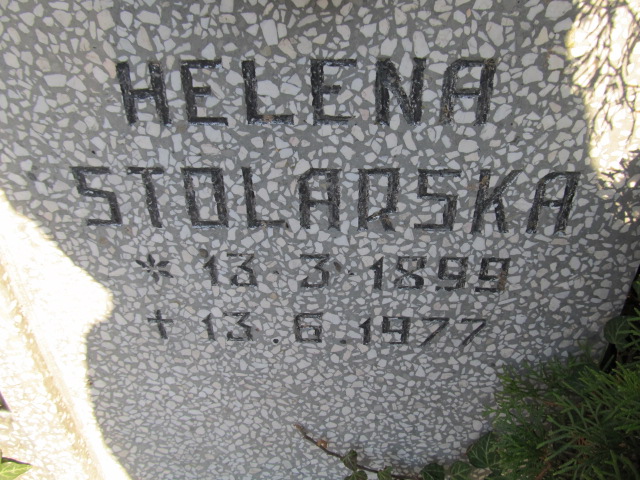 HELENA
STOLARSKA
* 13.3.1899
+ 13.6.1977